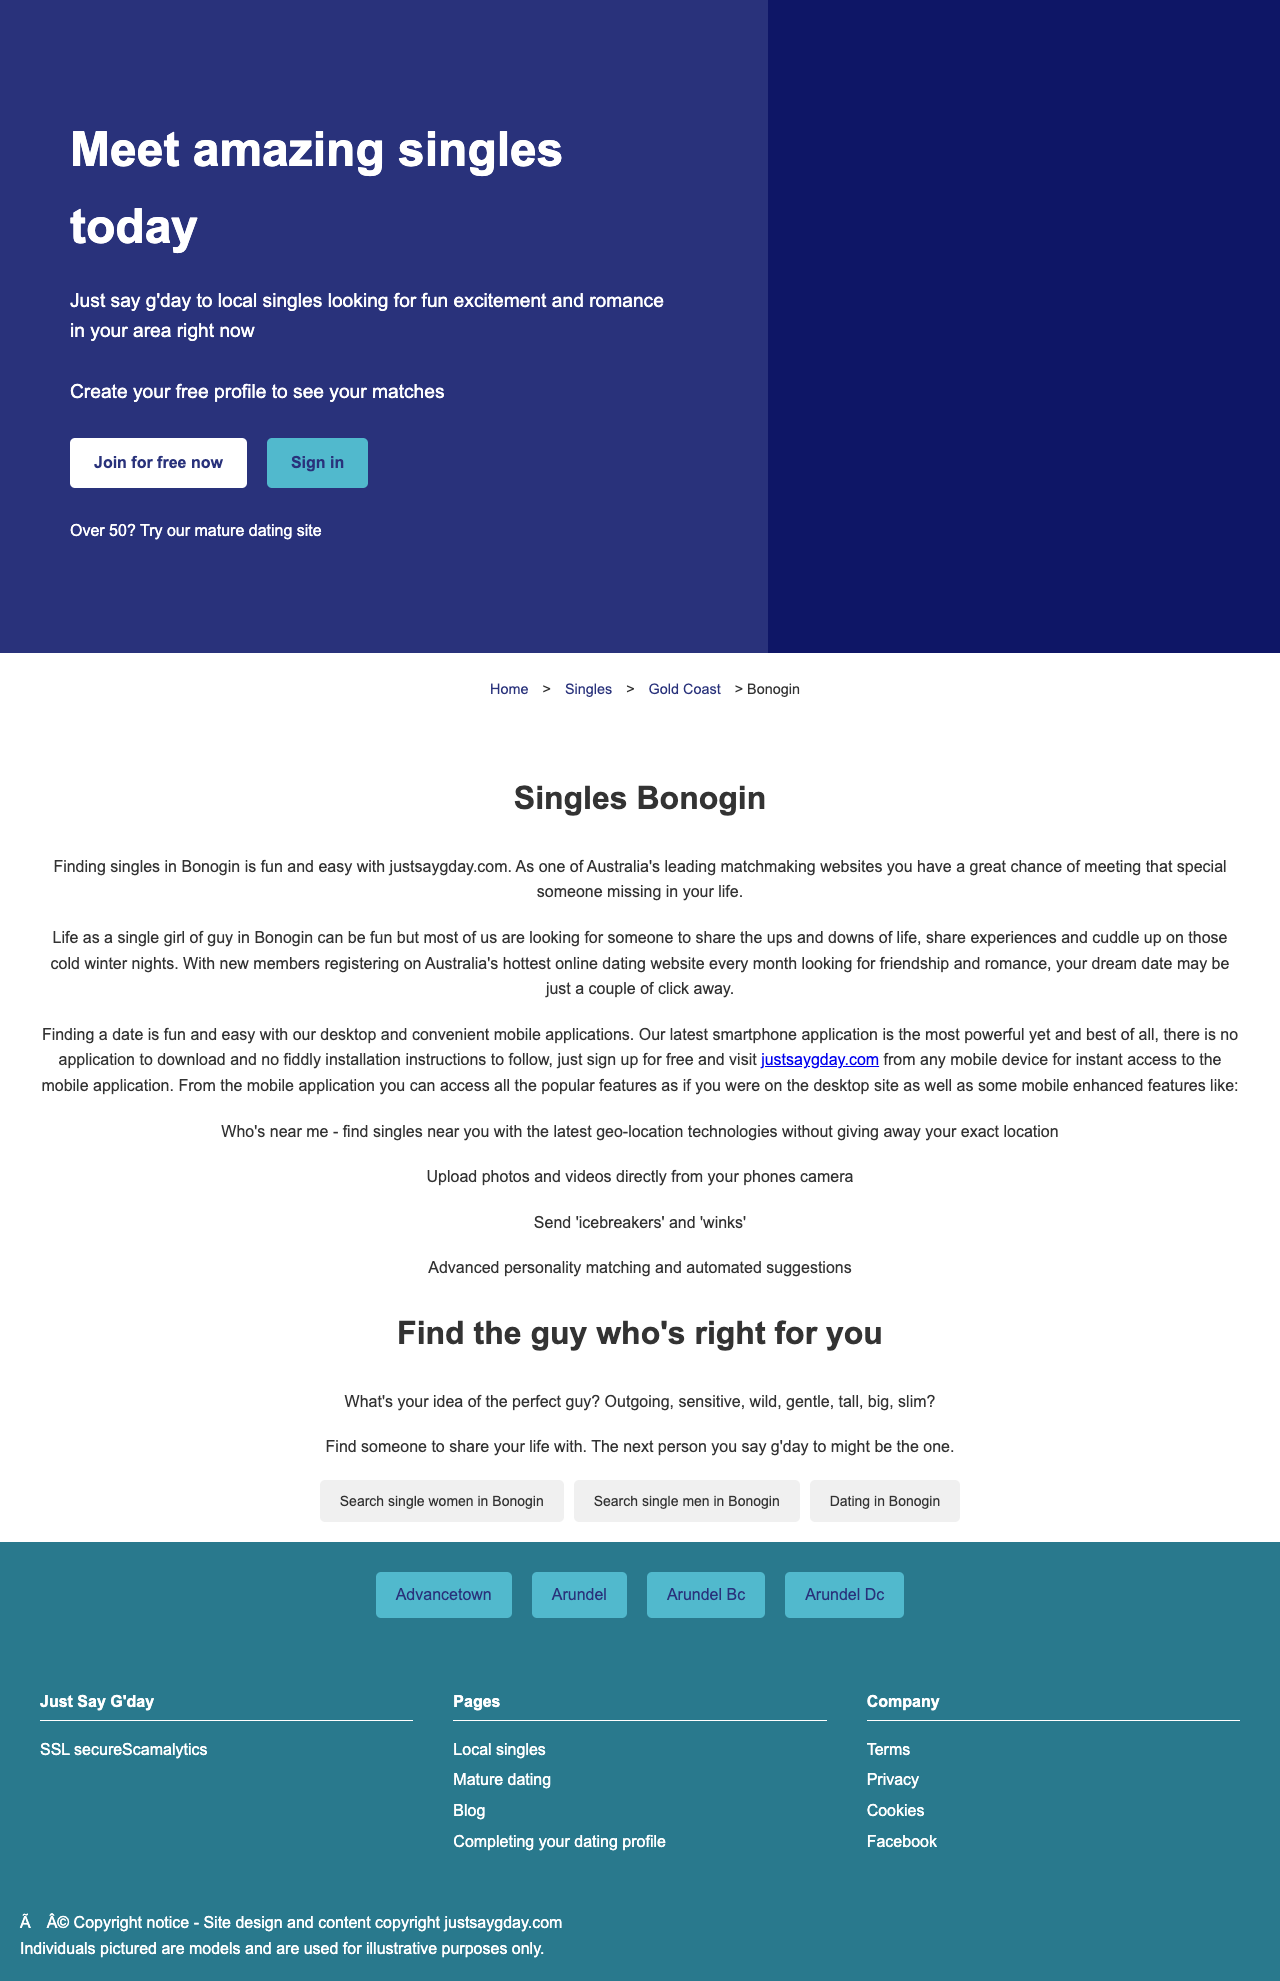 Meet amazing singles
today
Just say g'day to local singles looking for fun excitement and romance
in your area right now
Create your free profile to see your matches
Join for free now Sign in
Over 50? Try our mature dating site
Home > Singles > Gold Coast > Bonogin
Singles Bonogin
Finding singles in Bonogin is fun and easy with justsaygday.com. As one of Australia's leading matchmaking websites you have a great chance of meeting that special
someone missing in your life.
Life as a single girl of guy in Bonogin can be fun but most of us are looking for someone to share the ups and downs of life, share experiences and cuddle up on those
cold winter nights. With new members registering on Australia's hottest online dating website every month looking for friendship and romance, your dream date may be
just a couple of click away.
Finding a date is fun and easy with our desktop and convenient mobile applications. Our latest smartphone application is the most powerful yet and best of all, there is no
application to download and no fiddly installation instructions to follow, just sign up for free and visit justsaygday.com from any mobile device for instant access to the
mobile application. From the mobile application you can access all the popular features as if you were on the desktop site as well as some mobile enhanced features like:
Who's near me - find singles near you with the latest geo-location technologies without giving away your exact location
Upload photos and videos directly from your phones camera
Send 'icebreakers' and 'winks'
Advanced personality matching and automated suggestions
Find the guy who's right for you
What's your idea of the perfect guy? Outgoing, sensitive, wild, gentle, tall, big, slim?
Find someone to share your life with. The next person you say g'day to might be the one.
Search single women in Bonogin Search single men in Bonogin Dating in Bonogin
Advancetown Arundel Arundel Bc Arundel Dc
Just Say G'day
SSL secureScamalytics
Pages
Local singles
Mature dating
Blog
Completing your dating profile
Company
Terms
Privacy
Cookies
Facebook
Ã Â© Copyright notice - Site design and content copyright justsaygday.com
Individuals pictured are models and are used for illustrative purposes only.